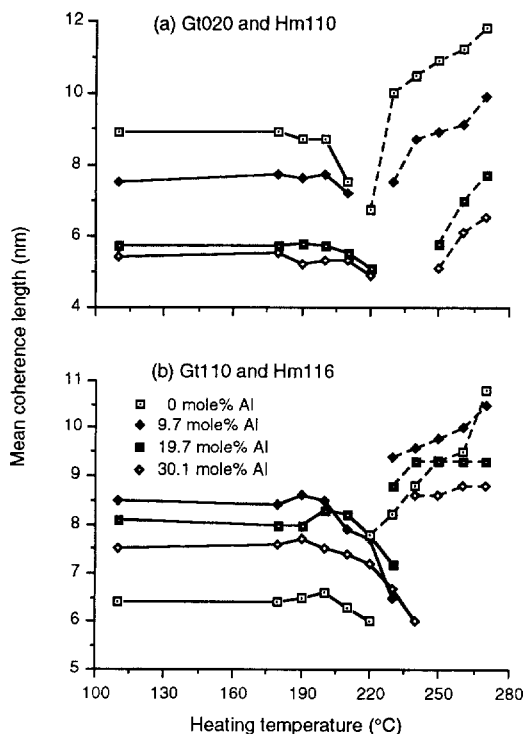 (a) Gt020 and Hm110
12
10
8
6
4
Mean coherence length (nm)
(b) Gt110 and Hm116
0 mole% Al
9.7 mole% Al
19.7 mole% Al
30.1 mole% Al
11
10
9
8
7
6
5
100 130 160 190 220 250 280
Heating temperature (°C)